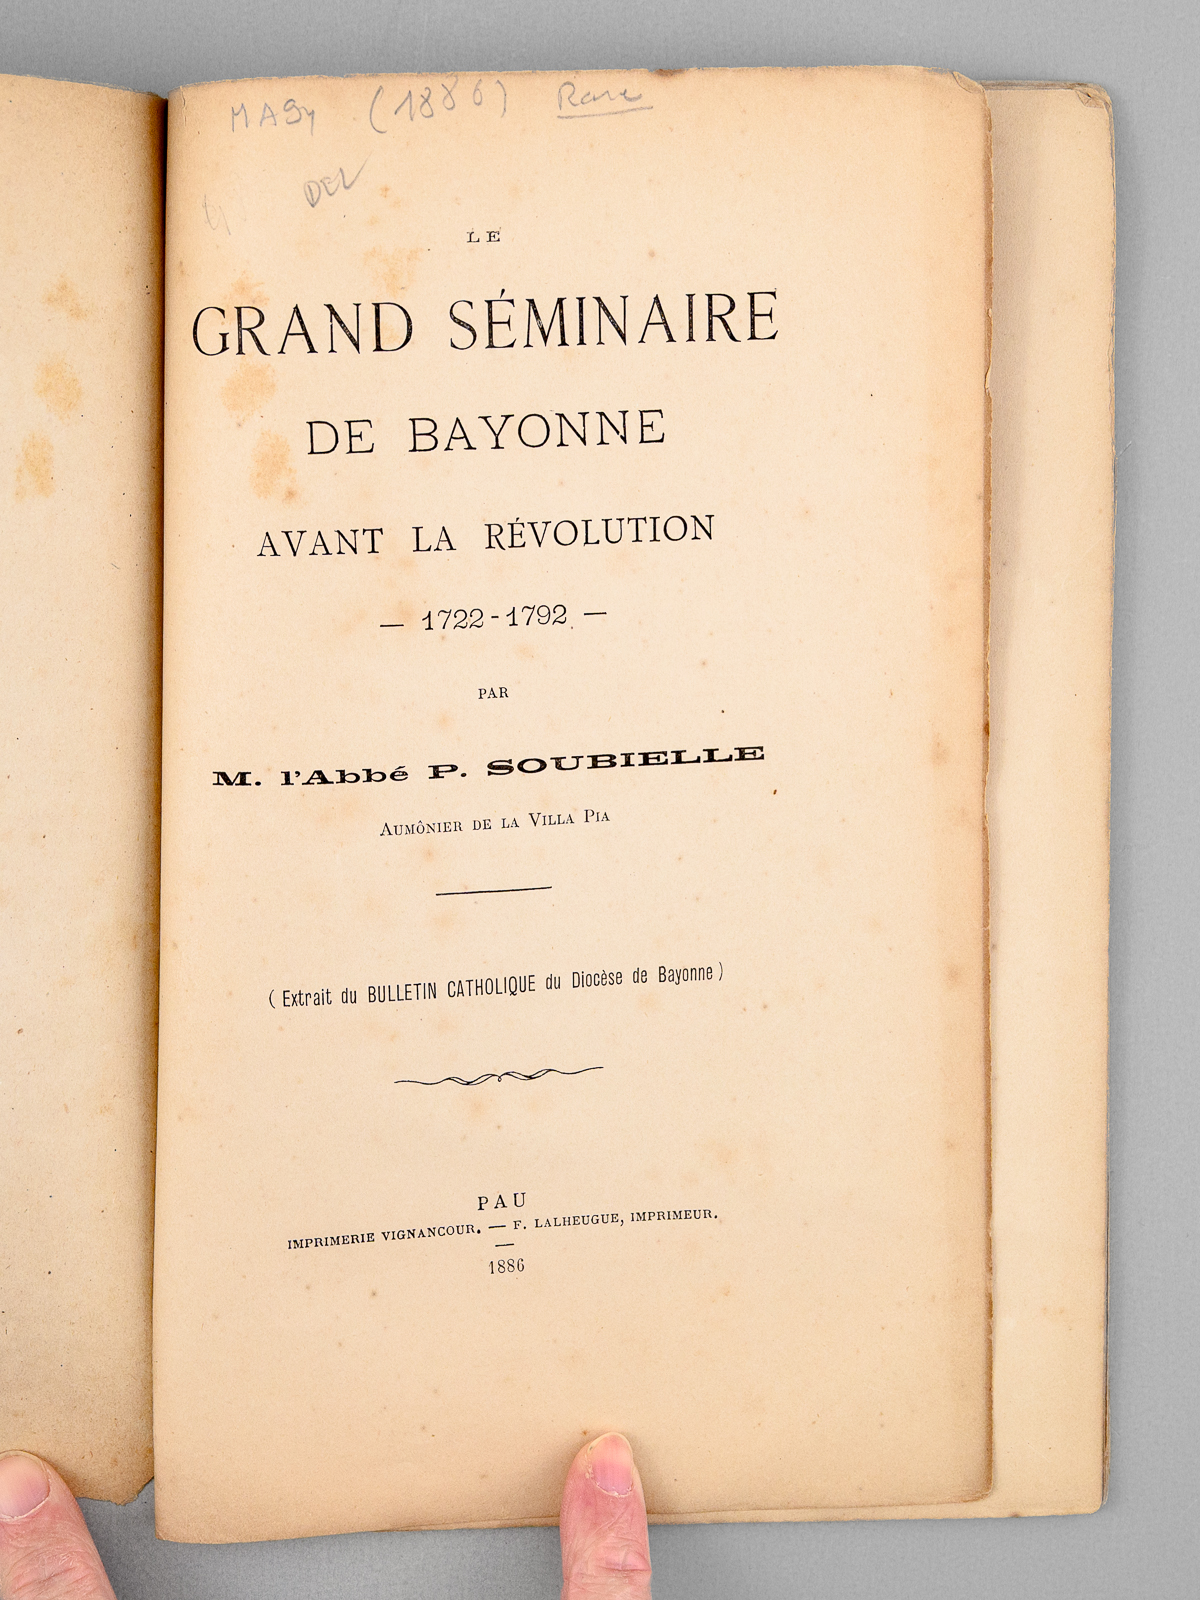 (1886) Rare
DEL
LE
GRAND SÉMINAIRE
DE BAYONNE
AVANT LA RÉVOLUTION
— 1722-1792 —
PAR
M. l'Abbé P. SOUBIELLE
AUMÔNIER DE LA VILLA PIA
(Extrait du BULLETIN CATHOLIQUE du Diocèse de Bayonne)
PAU
IMPRIMERIE VIGNANCOUR. — F. LALHEUGUE, IMPRIMEUR.
—
1886